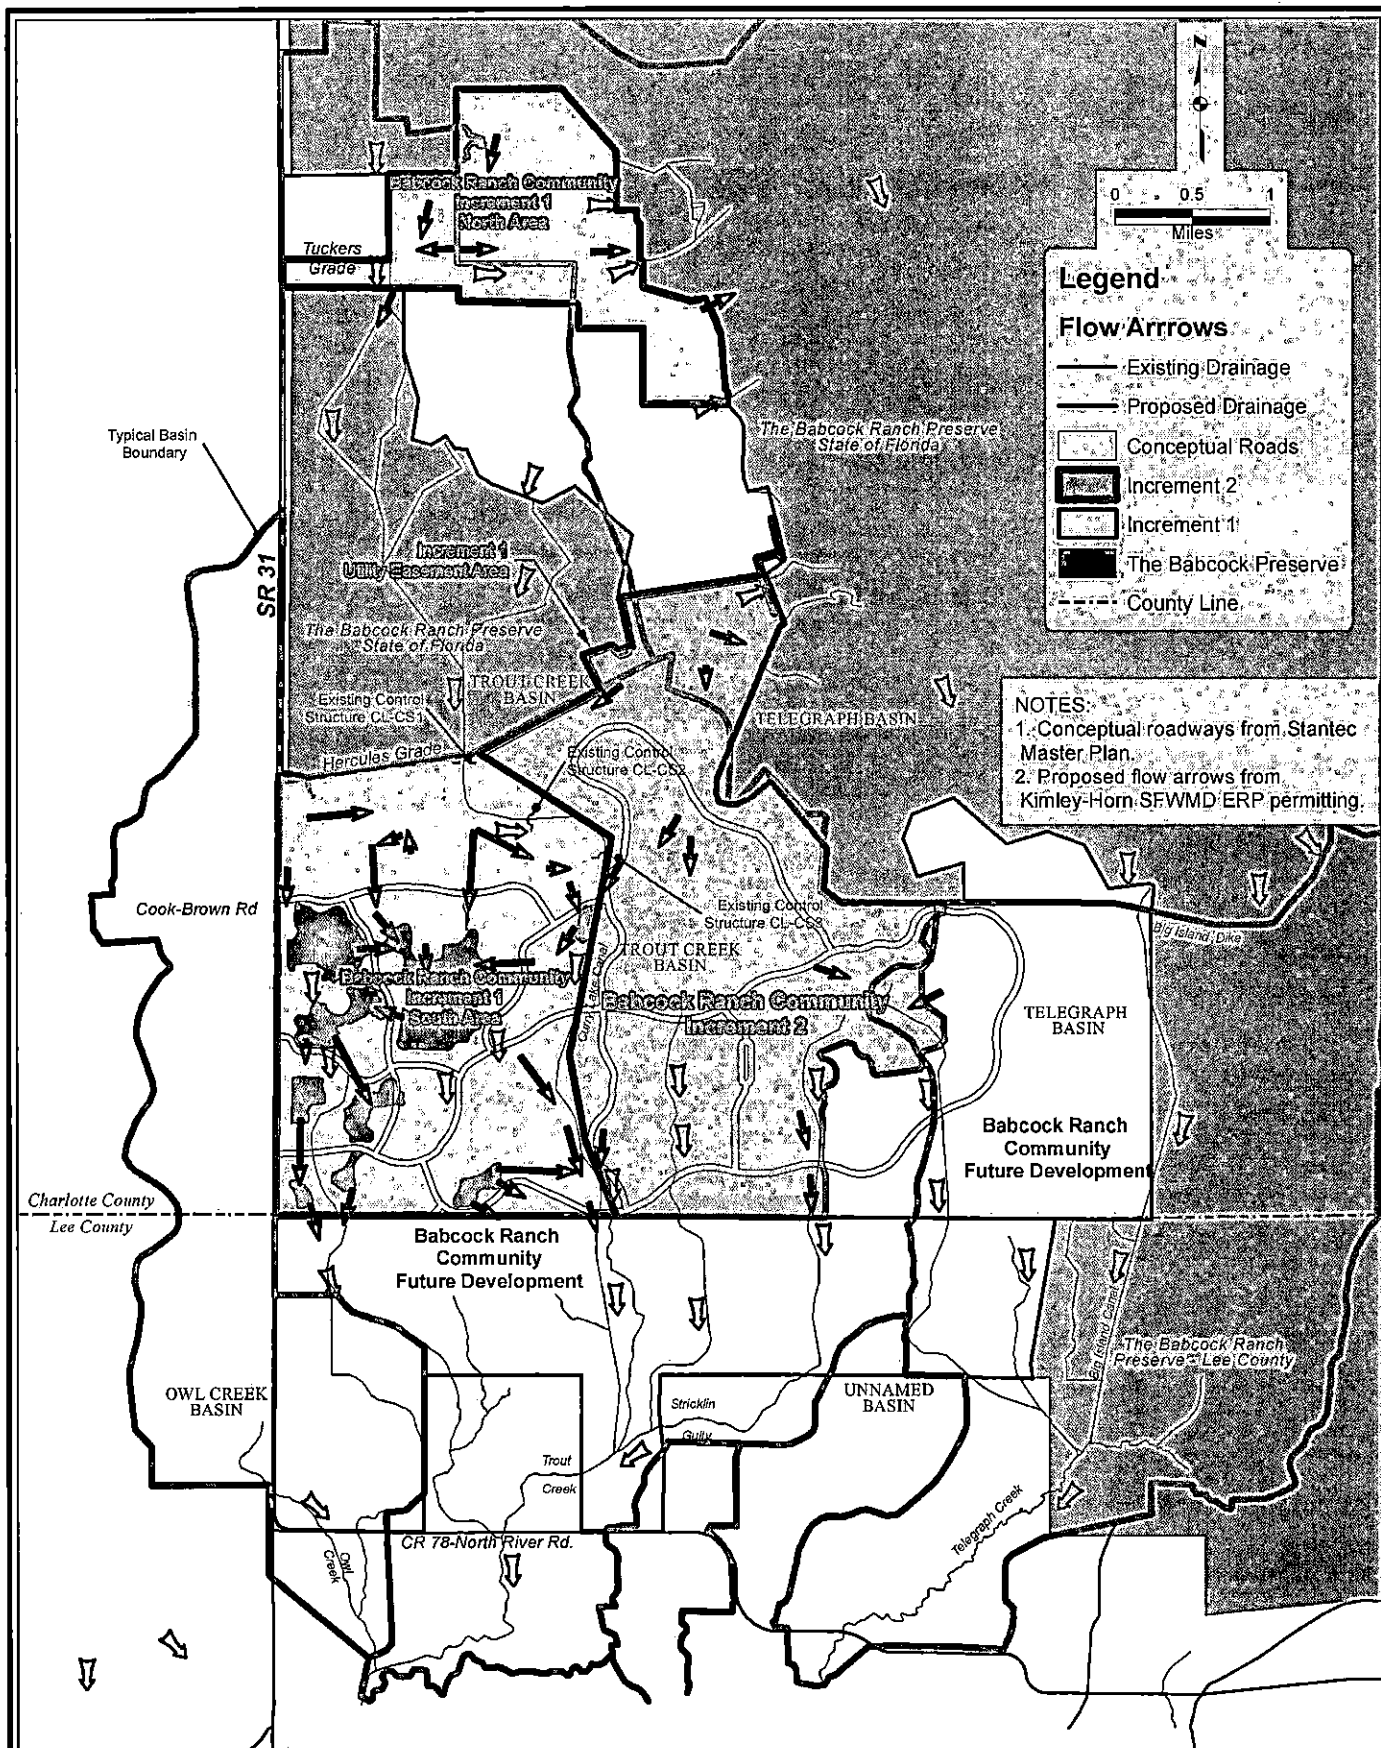 N
0 0.5 1
Miles
Legend
Flow Arrrows
Existing Drainage
Proposed Drainage
Conceptual Roads
Increment 2
Increment 1
The Babcock Preserve
County Line
NOTES:
1. Conceptual roadways from Stantec
Master Plan.
2. Proposed flow arrows from
Kimley-Horn SFWMD ERP permitting.
Babcock Ranch Community
Increment 1
North Area
Tuckers
Grade
Typical Basin
Boundary
SR 31
The Babcock Ranch Preserve
State of Florida
Increment 1
Utility Easement Area
The Babcock Ranch Preserve
State of Florida
TROUT CREEK
BASIN
Existing Control
Structure CL-CS1
Hercules Grade
TELEGRAPH BASIN
Existing Control
Structure CL-CS2
Cook-Brown Rd
Existing Control
Structure CL-CS3
TROUT CREEK
BASIN
Curry Lake Canal
Big Island Dike
Babcock Ranch Community
Increment 1
South Area
Babcock Ranch Community
Increment 2
TELEGRAPH
BASIN
Babcock Ranch
Community
Future Development
Charlotte County
Lee County
Babcock Ranch
Community
Future Development
Big Island Canal
The Babcock Ranch
Preserve - Lee County
OWL CREEK
BASIN
UNNAMED
BASIN
Stricklin
Gully
Trout
Creek
Telegraph Creek
CR 78-North River Rd.
Owl
Creek